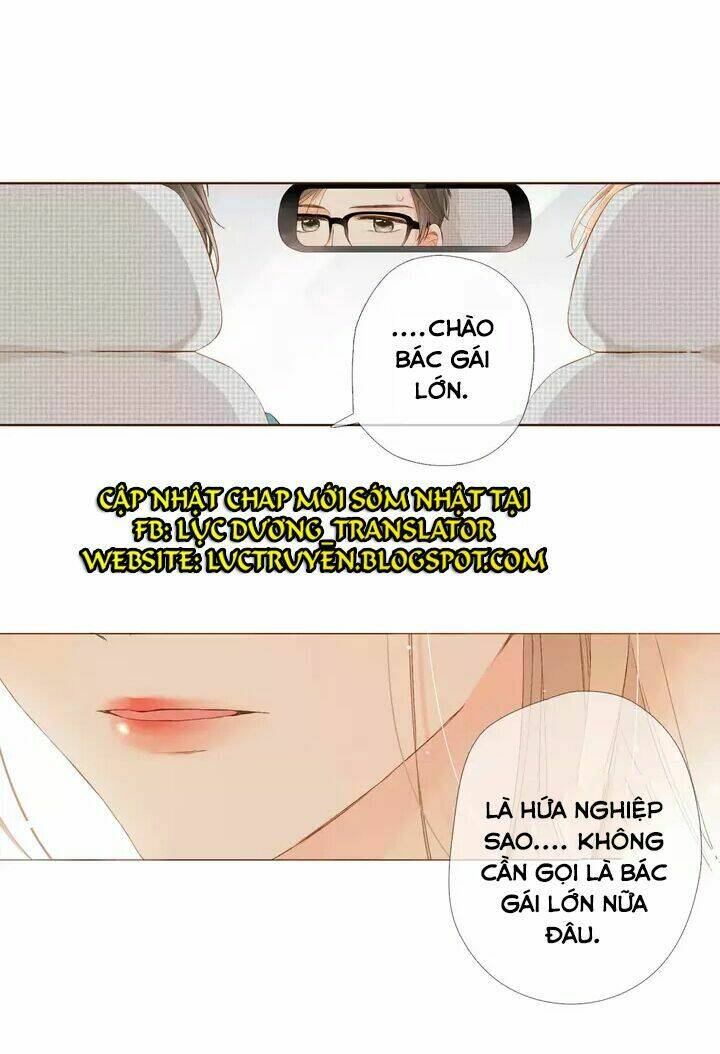 ....CHÀO
BÁC GÁI
LỚN.
CẬP NHẬT CHAP MỚI SỚM NHẤT TẠI
FB: LỤC DƯƠNG_TRANSLATOR
WEBSITE: LUCTRUYEN.BLOGSPOT.COM
LÀ HỨA NGHIỆP
SAO.... KHÔNG
CẦN GỌI LÀ BÁC
GÁI LỚN NỮA
ĐÂU.